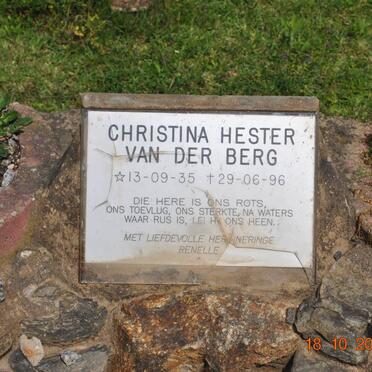 CHRISTINA HESTER
VAN DER BERG
☆13-09-35 †29-06-96
DIE HERE IS ONS ROTS,
ONS TOEVLUG, ONS STERKTE, NA WATERS
WAAR RUS IS, LEI HY ONS HEEN..
MET LIEFDEVOLLE HERINNERINGE
RENELLE
18 10 20